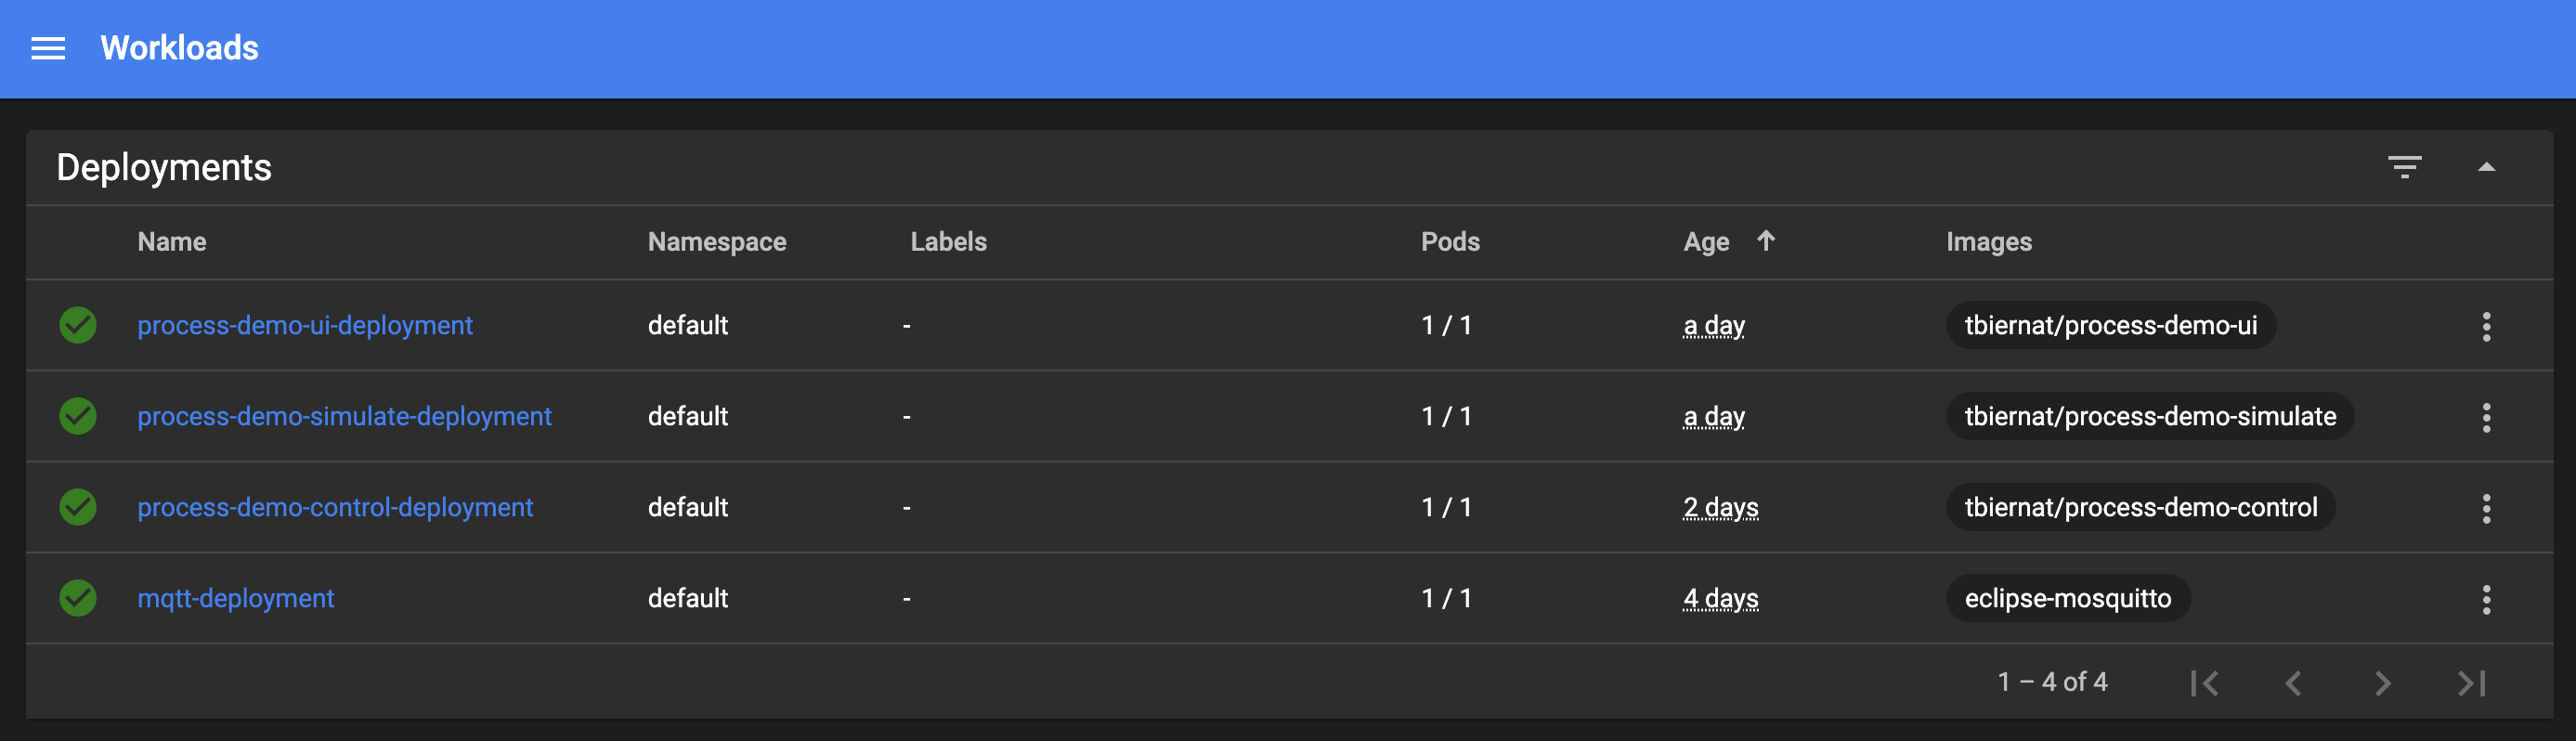 Workloads
Deployments
Name Namespace Labels Pods Age Images
process-demo-ui-deployment default - 1 / 1 a day tbiernat/process-demo-ui
process-demo-simulate-deployment default - 1 / 1 a day tbiernat/process-demo-simulate
process-demo-control-deployment default - 1 / 1 2 days tbiernat/process-demo-control
mqtt-deployment default - 1 / 1 4 days eclipse-mosquitto
1 – 4 of 4